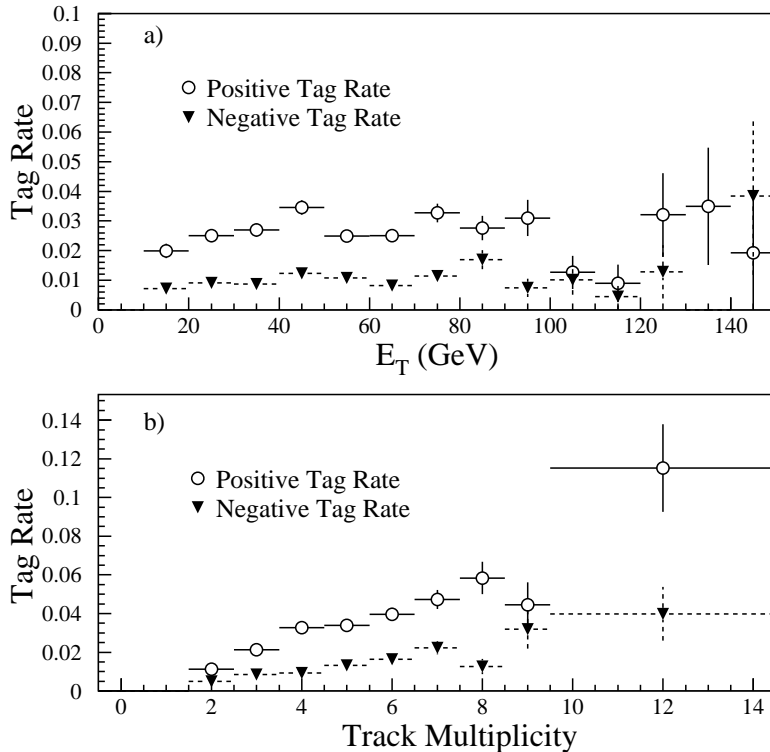 a)
Positive Tag Rate
Negative Tag Rate
Tag Rate
0.1
0.09
0.08
0.07
0.06
0.05
0.04
0.03
0.02
0.01
0
0 20 40 60 80 100 120 140
E_T (GeV)
b)
Positive Tag Rate
Negative Tag Rate
Tag Rate
0.14
0.12
0.1
0.08
0.06
0.04
0.02
0
0 2 4 6 8 10 12 14
Track Multiplicity